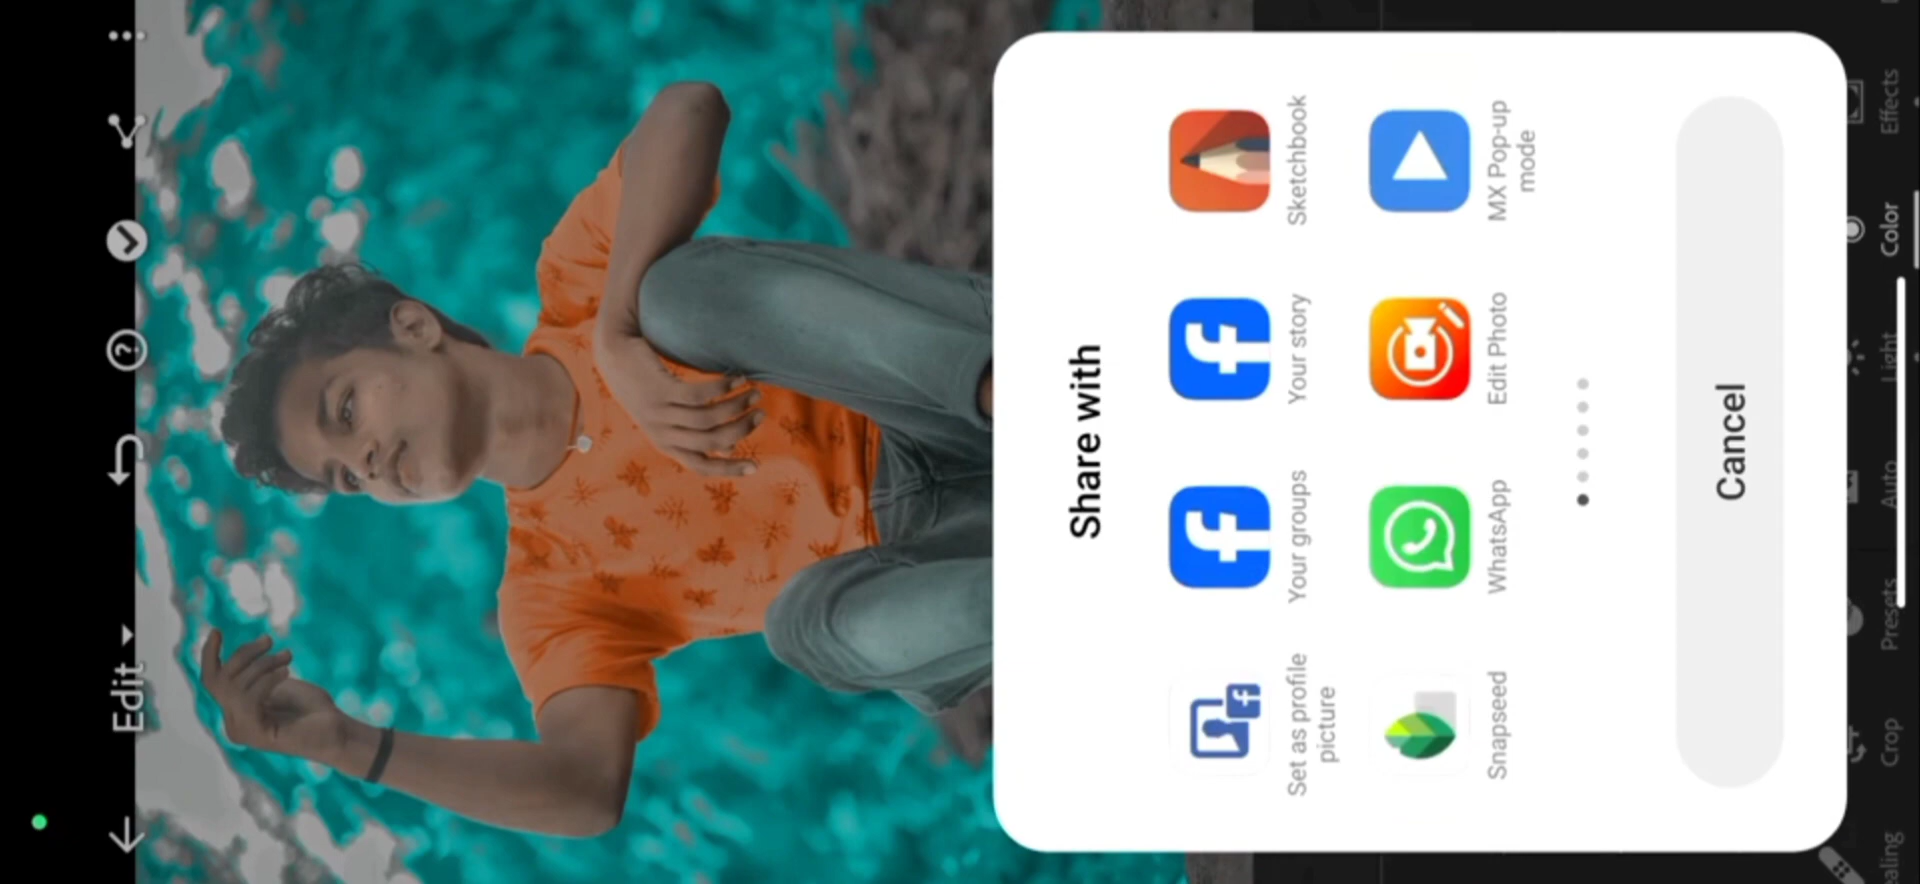 Edit
Share with
Set as profile
picture
Your groups
Your story
Sketchbook
Snapseed
WhatsApp
Edit Photo
MX Pop-up
mode
Cancel
Crop
Presets
Auto
Light
Color
Effects